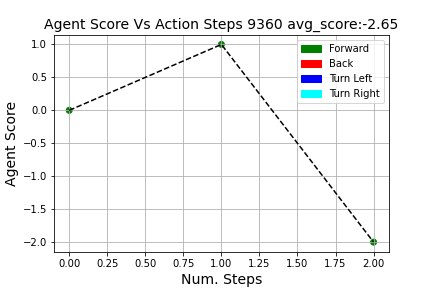 Agent Score Vs Action Steps 9360 avg_score:-2.65
1.0
0.5
0.0
−0.5
−1.0
−1.5
−2.0
Agent Score
Forward
Back
Turn Left
Turn Right
0.00 0.25 0.50 0.75 1.00 1.25 1.50 1.75 2.00
Num. Steps